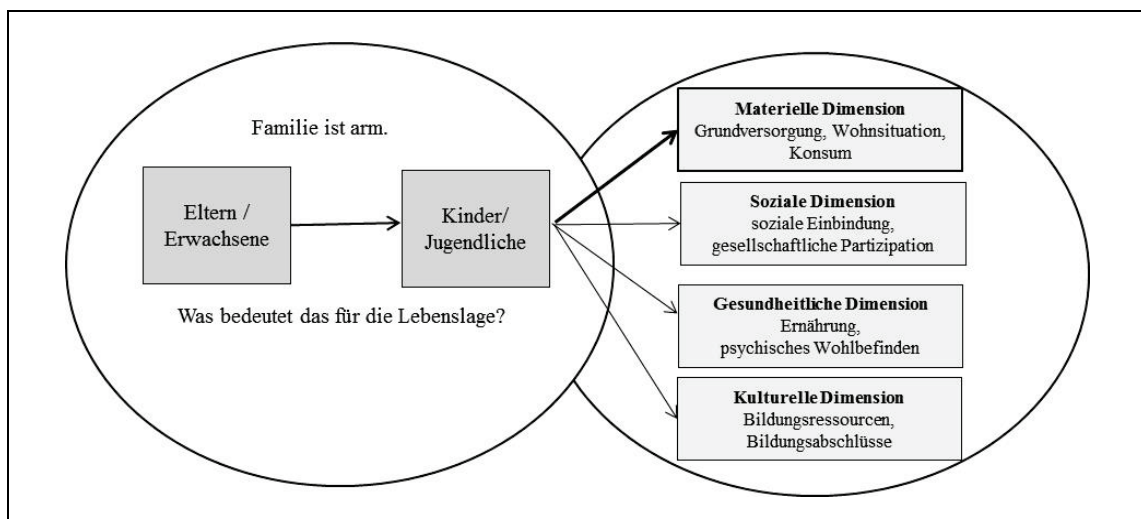 Familie ist arm.
Eltern /
Erwachsene
Kinder/
Jugendliche
Was bedeutet das für die Lebenslage?
Materielle Dimension
Grundversorgung, Wohnsituation,
Konsum
Soziale Dimension
soziale Einbindung,
gesellschaftliche Partizipation
Gesundheitliche Dimension
Ernährung,
psychisches Wohlbefinden
Kulturelle Dimension
Bildungsressourcen,
Bildungsabschlüsse